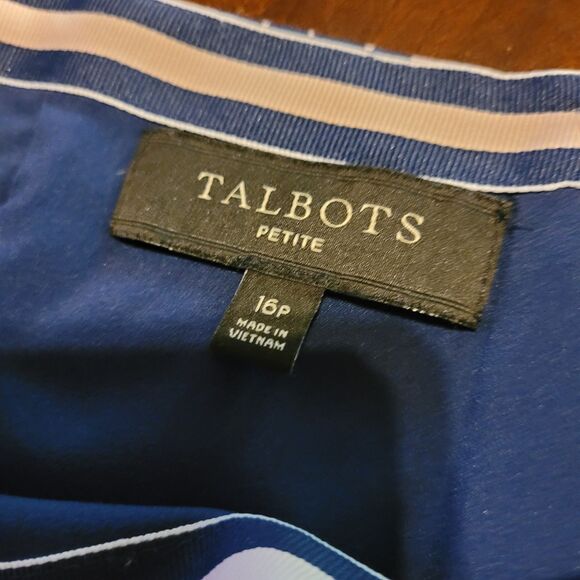 TALBOTS
PETITE
16P
MADE IN
VIETNAM